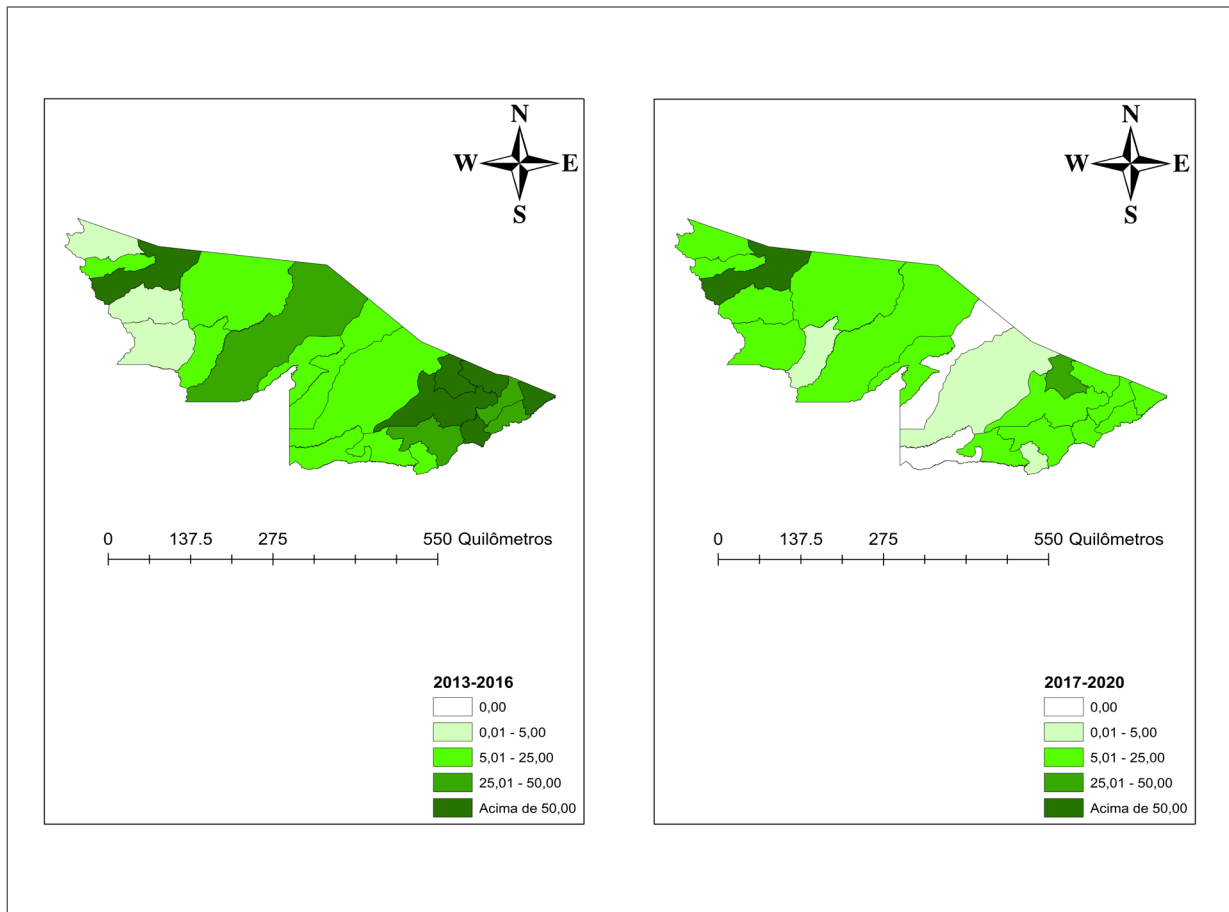 N
W E
S
0 137.5 275 550 Quilômetros
2013-2016
0,00
0,01 - 5,00
5,01 - 25,00
25,01 - 50,00
Acima de 50,00
N
W E
S
0 137.5 275 550 Quilômetros
2017-2020
0,00
0,01 - 5,00
5,01 - 25,00
25,01 - 50,00
Acima de 50,00